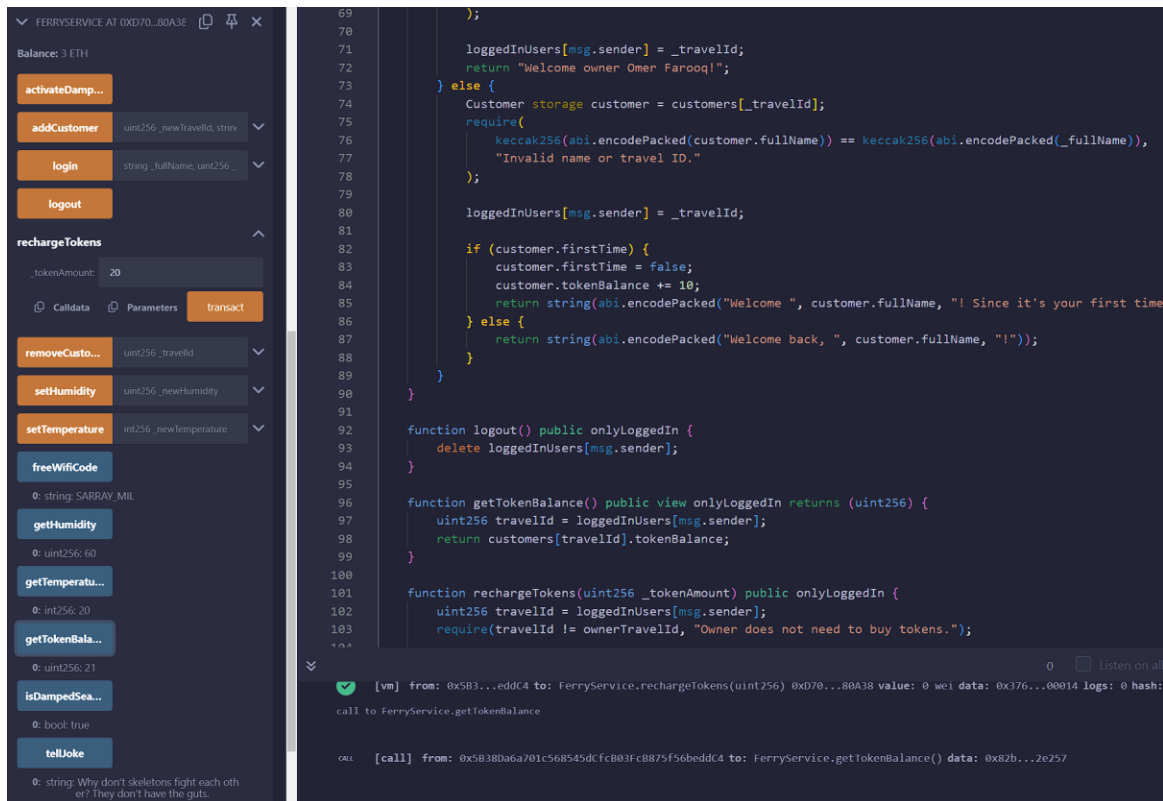 FERRYSERVICE AT 0XD70...80A38
Balance: 3 ETH
activateDamp...
addCustomer uint256 _newTravelId, string
login string _fullName, uint256 _
logout
rechargeTokens
_tokenAmount: 20
Calldata Parameters transact
removeCusto... uint256 _travelId
setHumidity uint256 _newHumidity
setTemperature int256 _newTemperature
freeWifiCode
0: string: SARRAY_MIL
getHumidity
0: uint256: 60
getTemperatu...
0: int256: 20
getTokenBala...
0: uint256: 21
isDampedSea...
0: bool: true
tellJoke
0: string: Why don't skeletons fight each oth
er? They don't have the guts.
69 );
70
71 loggedInUsers[msg.sender] = _travelId;
72 return "Welcome owner Omer Farooq!";
73 } else {
74 Customer storage customer = customers[_travelId];
75 require(
76 keccak256(abi.encodePacked(customer.fullName)) == keccak256(abi.encodePacked(_fullName)),
77 "Invalid name or travel ID."
78 );
79
80 loggedInUsers[msg.sender] = _travelId;
81
82 if (customer.firstTime) {
83 customer.firstTime = false;
84 customer.tokenBalance += 10;
85 return string(abi.encodePacked("Welcome ", customer.fullName, "! Since it's your first time
86 } else {
87 return string(abi.encodePacked("Welcome back, ", customer.fullName, "!"));
88 }
89 }
90 }
91
92 function logout() public onlyLoggedIn {
93 delete loggedInUsers[msg.sender];
94 }
95
96 function getTokenBalance() public view onlyLoggedIn returns (uint256) {
97 uint256 travelId = loggedInUsers[msg.sender];
98 return customers[travelId].tokenBalance;
99 }
100
101 function rechargeTokens(uint256 _tokenAmount) public onlyLoggedIn {
102 uint256 travelId = loggedInUsers[msg.sender];
103 require(travelId != ownerTravelId, "Owner does not need to buy tokens.");
104
0 Listen on all
[vm] from: 0x5B3...eddC4 to: FerryService.rechargeTokens(uint256) 0xD70...80A38 value: 0 wei data: 0x376...00014 logs: 0 hash:
call to FerryService.getTokenBalance
CALL [call] from: 0x5B38Da6a701c568545dCfcB03FcB875f56beddC4 to: FerryService.getTokenBalance() data: 0x82b...2e257